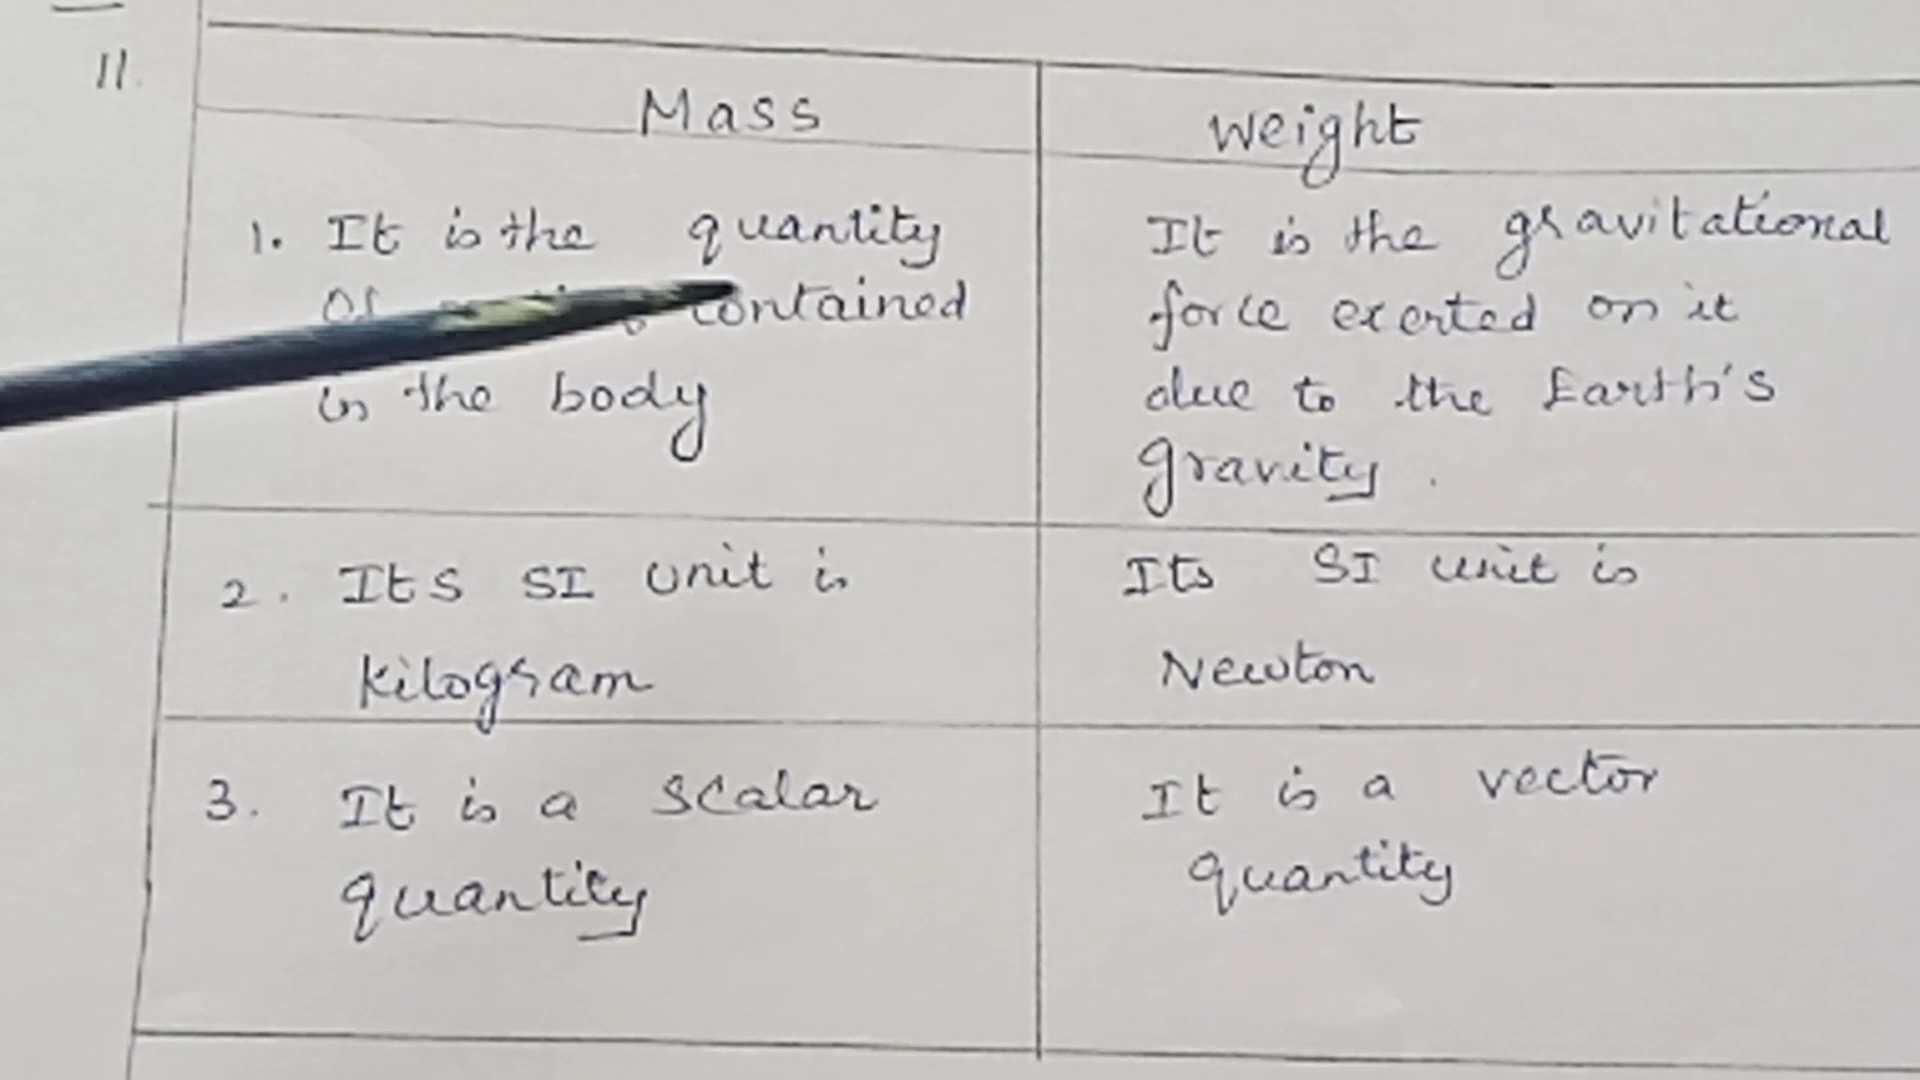 11.
Mass
Weight
1. It is the quantity
of contained
in the body
It is the gravitational
force exerted on it
due to the Earth's
gravity.
2. Its SI unit is
kilogram
Its SI unit is
Newton
3. It is a scalar
quantity
It is a vector
quantity